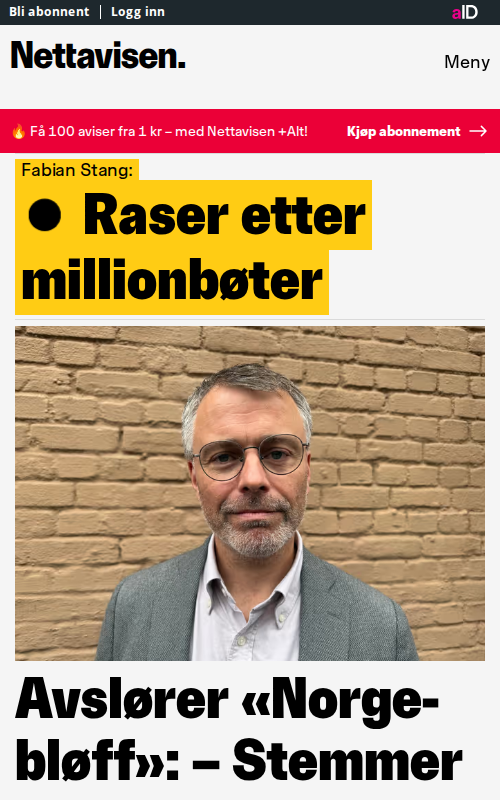 Bli abonnent | Logg inn
aID
Nettavisen.
Meny
🔥 Få 100 aviser fra 1 kr – med Nettavisen +Alt!
Kjøp abonnement →
Fabian Stang:
● Raser etter
millionbøter
Avslører «Norge-
bløff»: – Stemmer